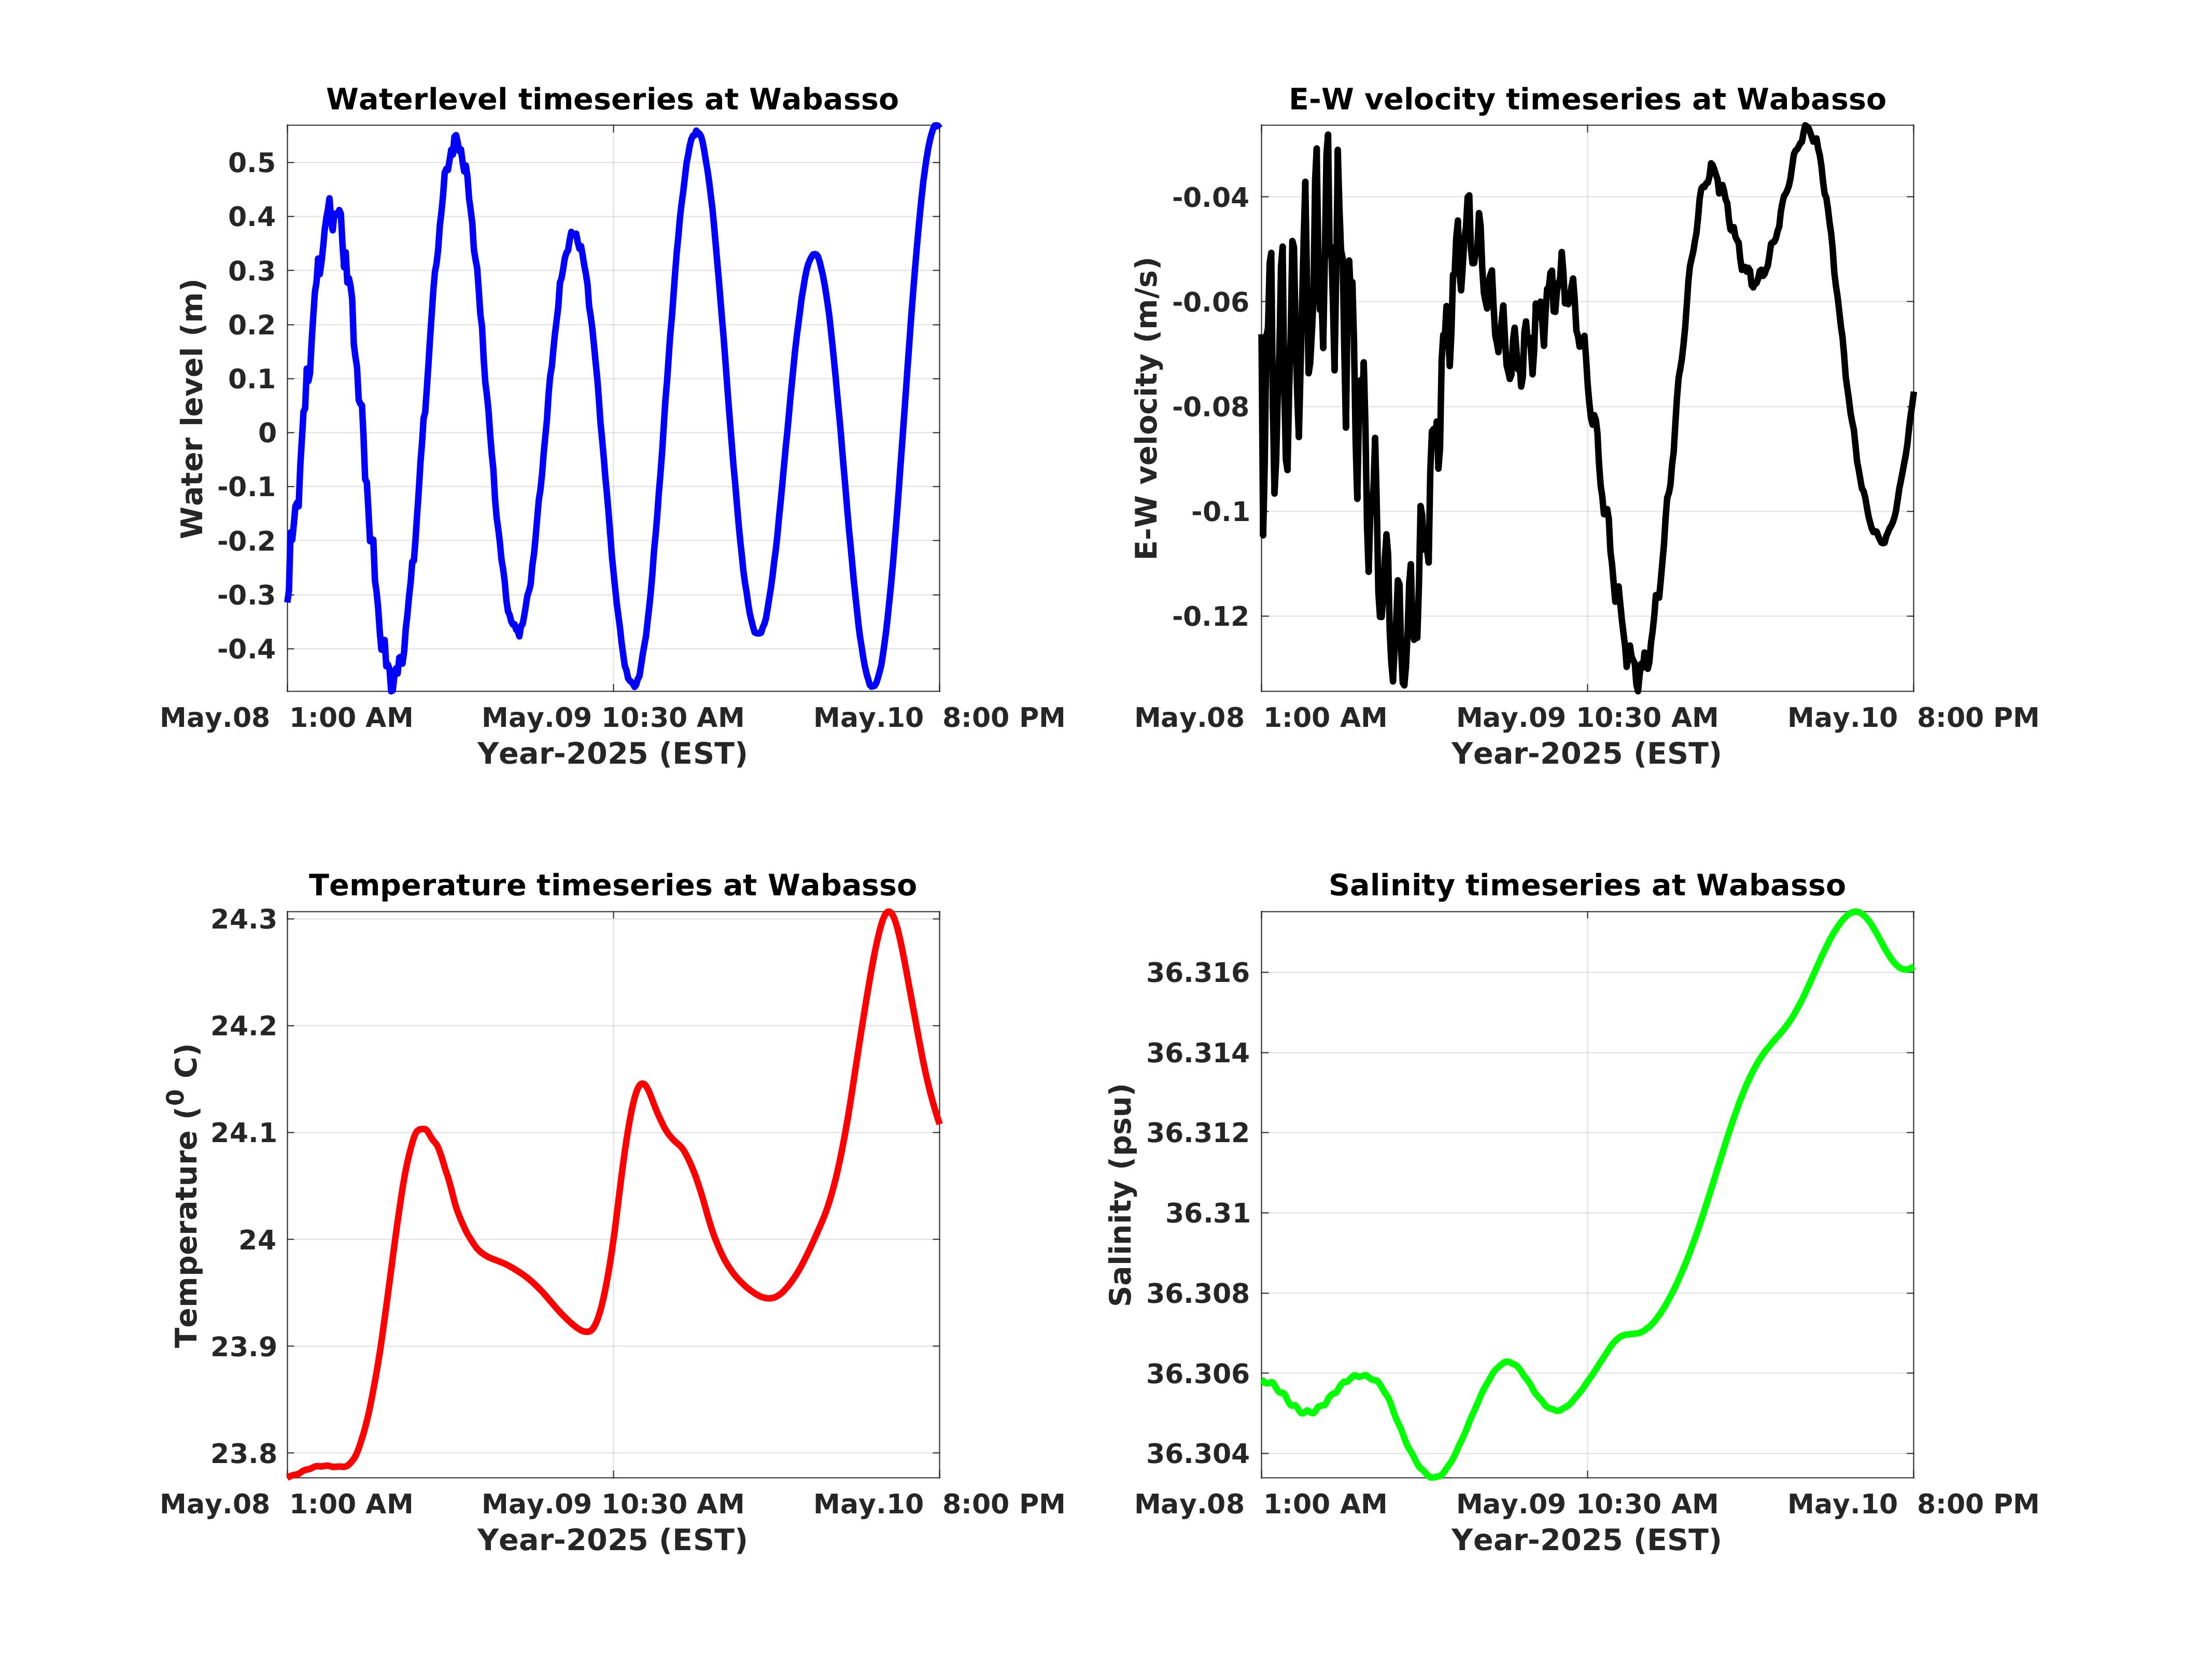 Waterlevel timeseries at Wabasso
0.5
0.4
0.3
0.2
0.1
0
-0.1
-0.2
-0.3
-0.4
Water level (m)
May.08 1:00 AM May.09 10:30 AM May.10 8:00 PM
Year-2025 (EST)
E-W velocity timeseries at Wabasso
-0.04
-0.06
-0.08
-0.1
-0.12
E-W velocity (m/s)
May.08 1:00 AM May.09 10:30 AM May.10 8:00 PM
Year-2025 (EST)
Temperature timeseries at Wabasso
24.3
24.2
24.1
24
23.9
23.8
Temperature (⁰ C)
May.08 1:00 AM May.09 10:30 AM May.10 8:00 PM
Year-2025 (EST)
Salinity timeseries at Wabasso
36.316
36.314
36.312
36.31
36.308
36.306
36.304
Salinity (psu)
May.08 1:00 AM May.09 10:30 AM May.10 8:00 PM
Year-2025 (EST)